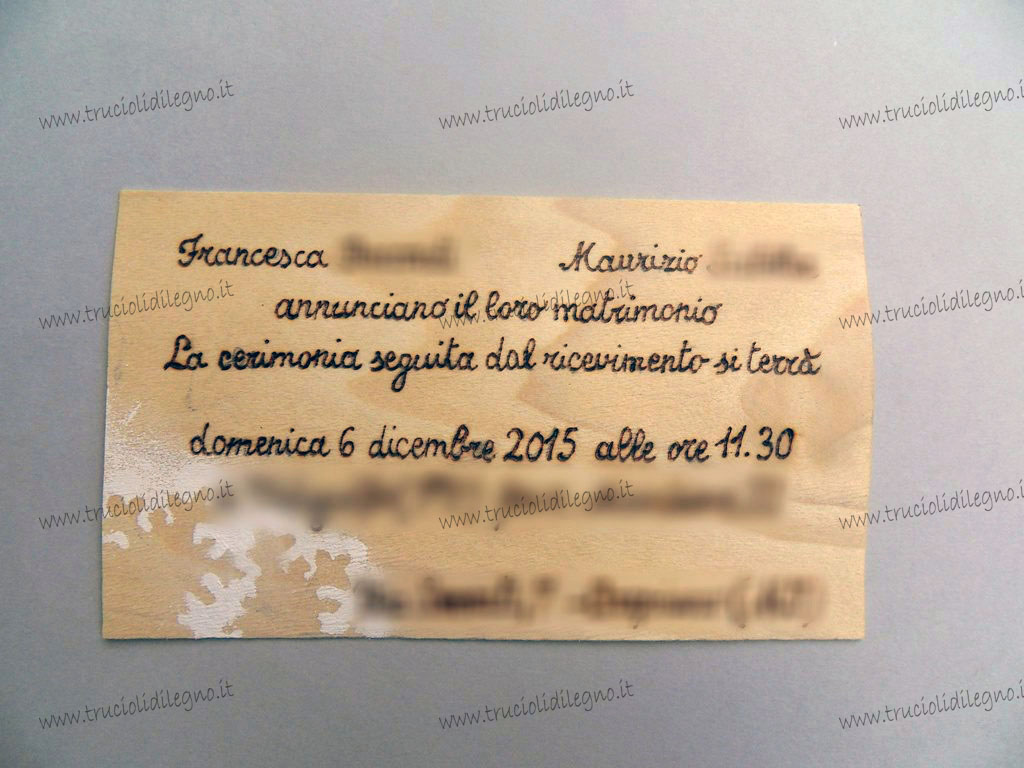 www.truciolidilegno.it www.truciolidilegno.it www.truciolidilegno.it
Francesca Maurizio
www.truciolidilegno.it www.truciolidilegno.it www.truciolidilegno.it
annunciano il loro matrimonio
La cerimonia seguita dal ricevimento si terrà
domenica 6 dicembre 2015 alle ore 11.30
www.truciolidilegno.it www.truciolidilegno.it www.truciolidilegno.it
www.truciolidilegno.it www.truciolidilegno.it www.truciolidilegno.it